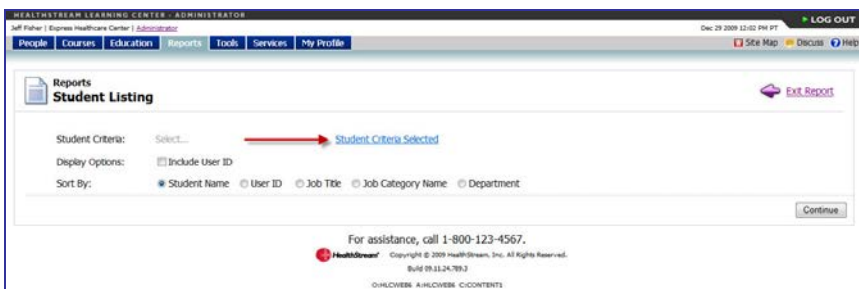 HEALTHSTREAM LEARNING CENTER - ADMINISTRATOR
LOG OUT
Jeff Fisher | Express Healthcare Center | Administrator
Dec 29 2009 12:02 PM PT
People Courses Education Reports Tools Services My Profile Site Map Discuss Help
Reports
Student Listing
Exit Report
Student Criteria: Select... Student Criteria Selected
Display Options: Include User ID
Sort By: Student Name User ID Job Title Job Category Name Department
Continue
For assistance, call 1-800-123-4567.
HealthStream Copyright © 2009 HealthStream, Inc. All Rights Reserved.
Build 09.11.24.789.3
O:HLCWEB6 A:HLCWEB6 C:CONTENT1